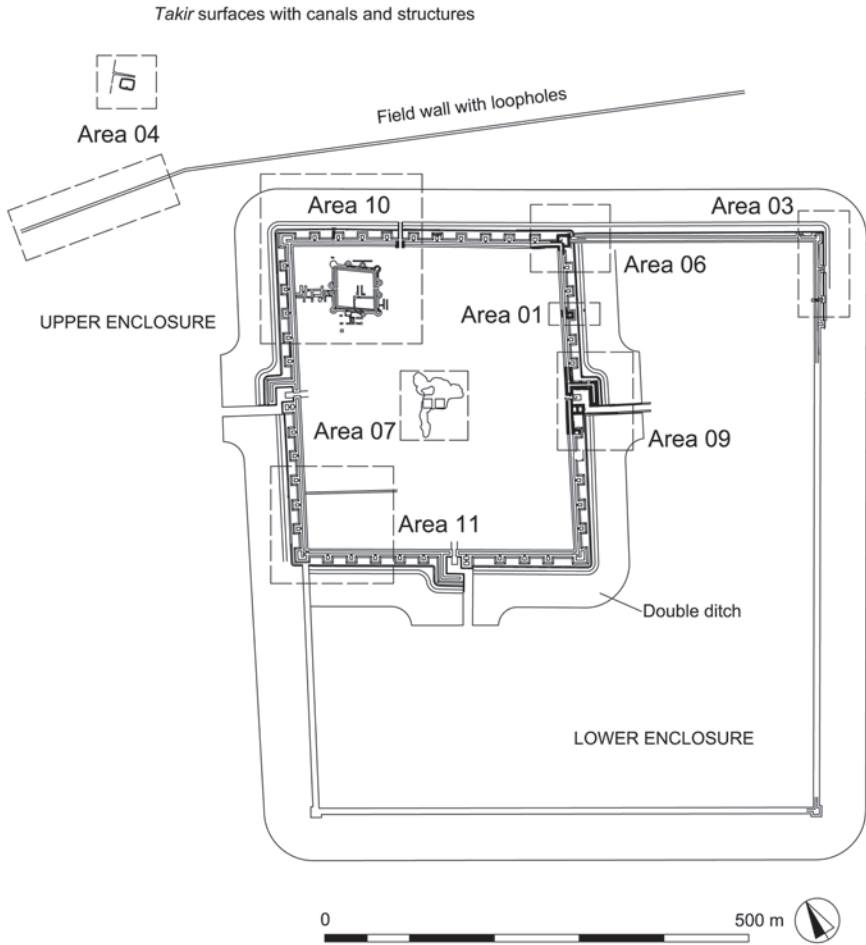 Takir surfaces with canals and structures
Field wall with loopholes
Area 04
Area 10
Area 03
Area 06
Area 01
UPPER ENCLOSURE
Area 07
Area 09
Area 11
Double ditch
LOWER ENCLOSURE
0
500 m